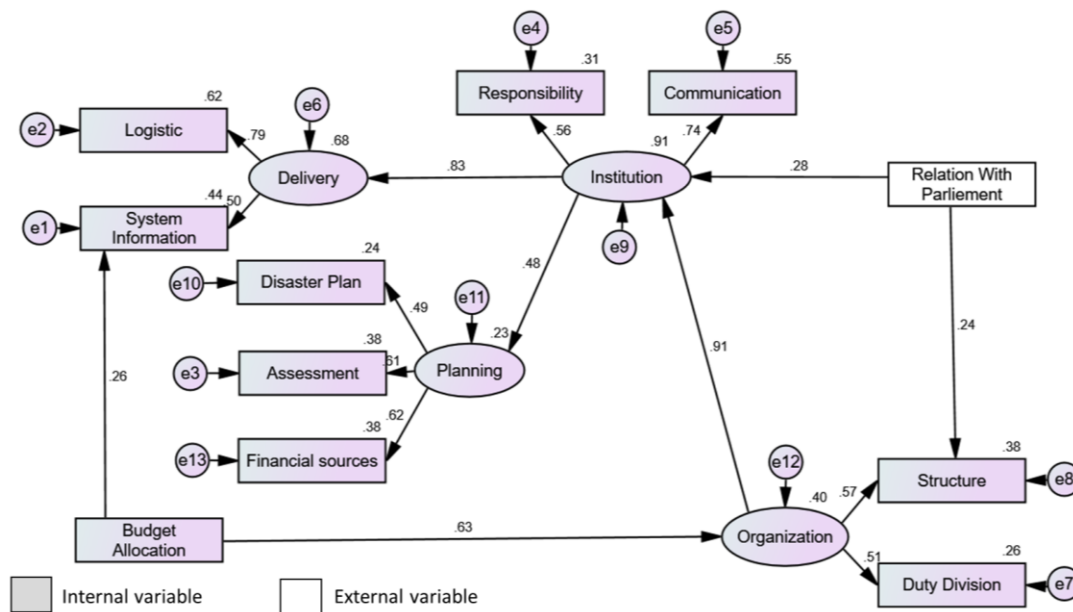 e4
e5
.31
.55
Responsibility
Communication
.62
e6
e2
Logistic
.79
.68
.56
.91
.74
Delivery
.83
Institution
.28
Relation With
Parliement
.44
.50
e1
System
Information
e9
.24
e10
Disaster Plan
.48
e11
.49
.23
.24
.38
.61
.91
e3
Assessment
Planning
.26
.62
.38
e13
Financial sources
e12
.38
.57
Structure
e8
.40
Budget
Allocation
.63
Organization
.51
.26
Duty Division
e7
Internal variable
External variable